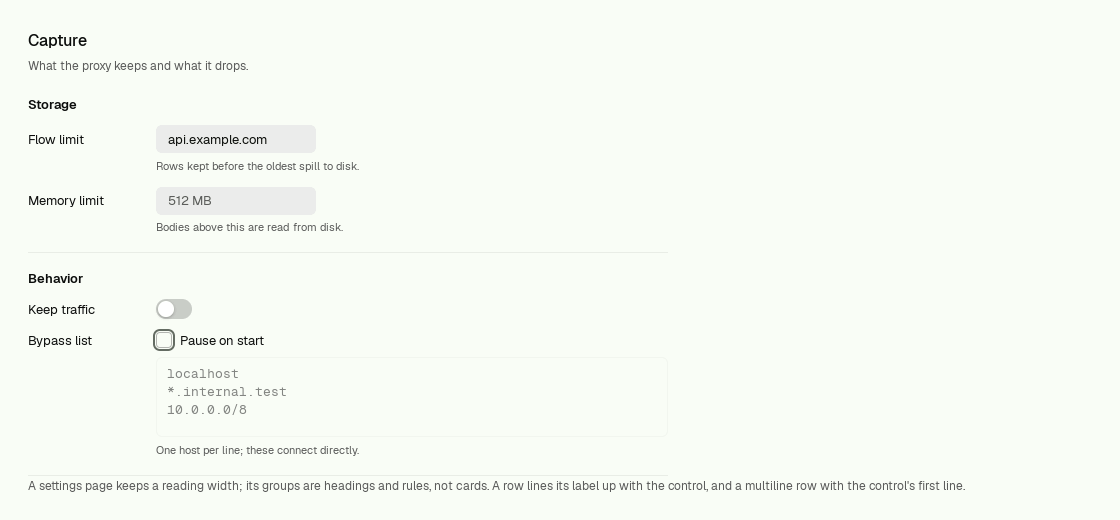 Capture
What the proxy keeps and what it drops.
Storage
Flow limit
api.example.com
Rows kept before the oldest spill to disk.
Memory limit
512 MB
Bodies above this are read from disk.
Behavior
Keep traffic
Bypass list
Pause on start
localhost
*.internal.test
10.0.0.0/8
One host per line; these connect directly.
A settings page keeps a reading width; its groups are headings and rules, not cards. A row lines its label up with the control, and a multiline row with the control's first line.